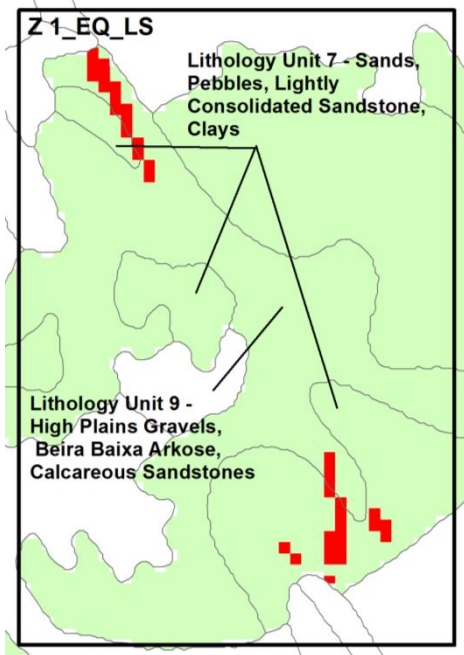 Z 1_EQ_LS
Lithology Unit 7 - Sands,
Pebbles, Lightly
Consolidated Sandstone,
Clays
Lithology Unit 9 -
High Plains Gravels,
Beira Baixa Arkose,
Calcareous Sandstones